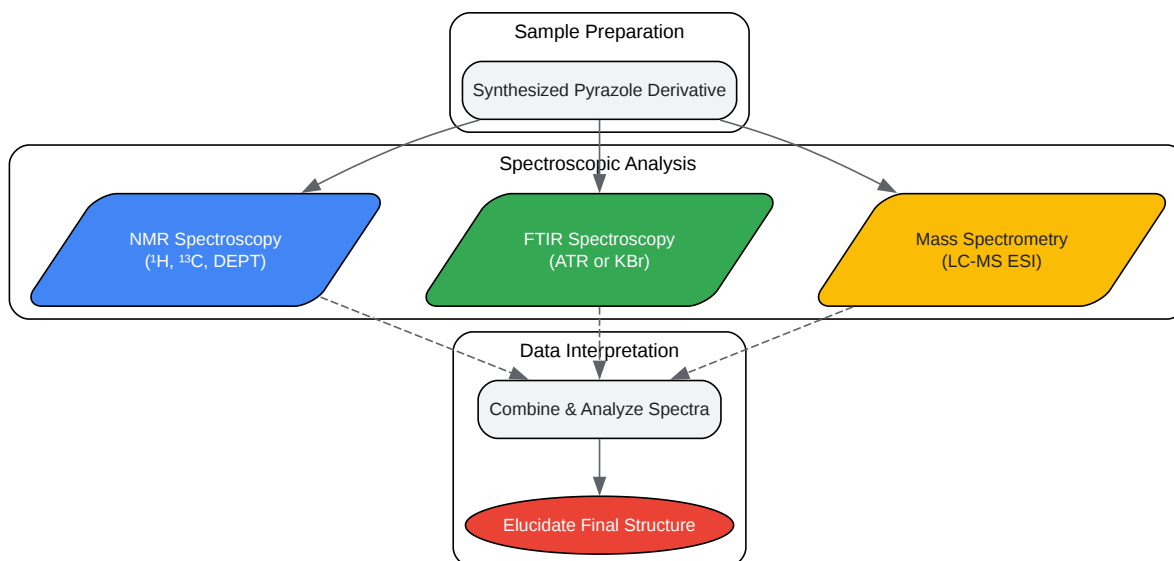 Sample Preparation
Synthesized Pyrazole Derivative
Spectroscopic Analysis
NMR Spectroscopy
(¹H, ¹³C, DEPT)
FTIR Spectroscopy
(ATR or KBr)
Mass Spectrometry
(LC-MS ESI)
Data Interpretation
Combine & Analyze Spectra
Elucidate Final Structure